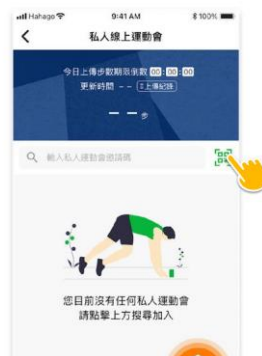 Hahago 9:41 AM 100%
私人線上運動會
今日上傳步數期限倒數 00:00:00
更新時間 -- 上傳紀錄
-- 步
輸入私人運動會邀請碼
您目前沒有任何私人運動會
請點擊上方搜尋加入